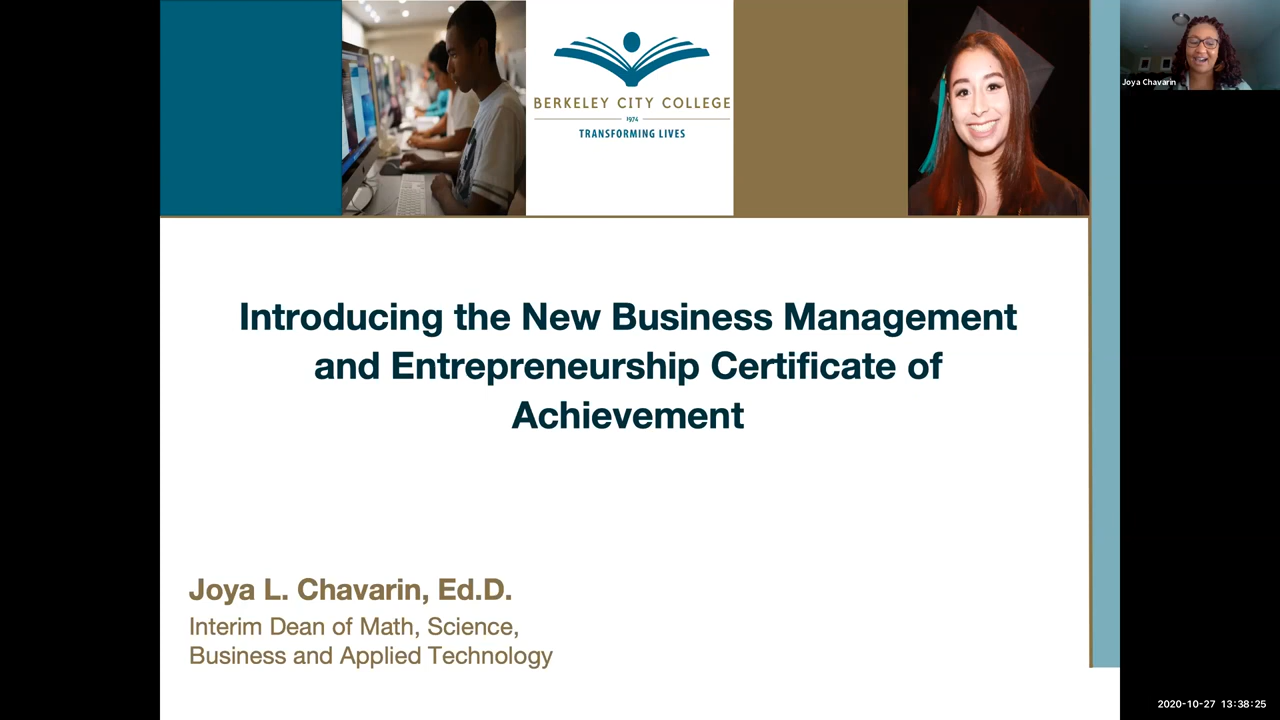 BERKELEY CITY COLLEGE
1974
TRANSFORMING LIVES
Joya Chavarin
Introducing the New Business Management
and Entrepreneurship Certificate of
Achievement
Joya L. Chavarin, Ed.D.
Interim Dean of Math, Science,
Business and Applied Technology
2020-10-27 13:38:25